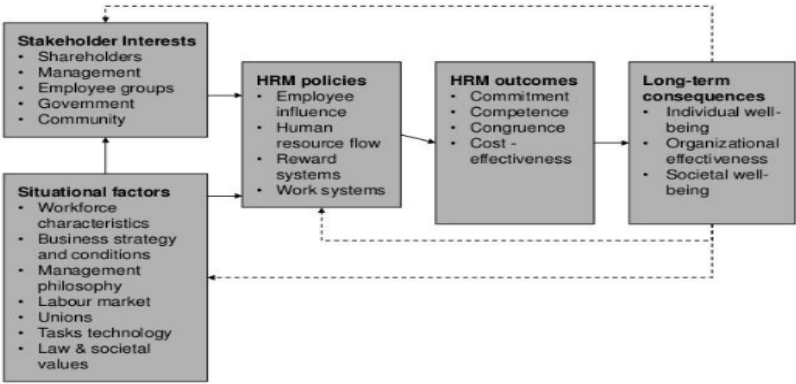 Stakeholder Interests
• Shareholders
• Management
• Employee groups
• Government
• Community
Situational factors
• Workforce
characteristics
• Business strategy
and conditions
• Management
philosophy
• Labour market
• Unions
• Tasks technology
• Law & societal
values
HRM policies
• Employee
influence
• Human
resource flow
• Reward
systems
• Work systems
HRM outcomes
• Commitment
• Competence
• Congruence
• Cost -
effectiveness
Long-term
consequences
• Individual well-
being
• Organizational
effectiveness
• Societal well-
being